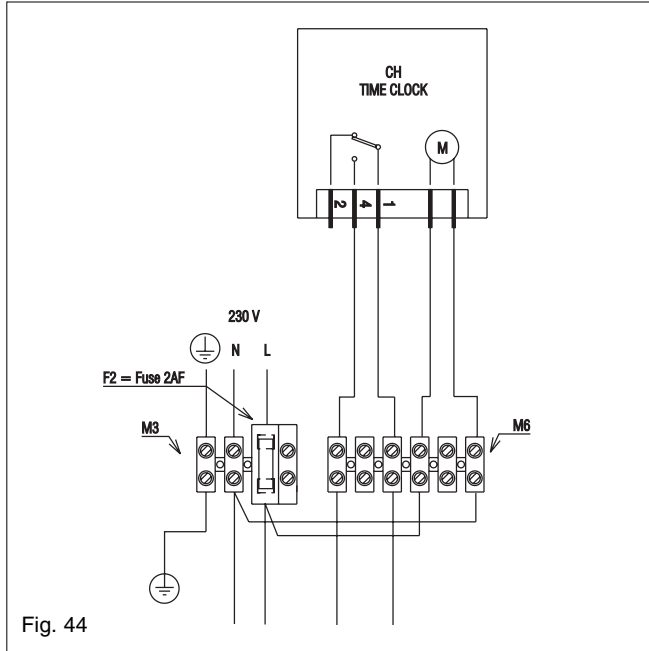 CH
TIME CLOCK
M
2 4 1
230 V
N L
F2 = Fuse 2AF
M3
M6
Fig. 44